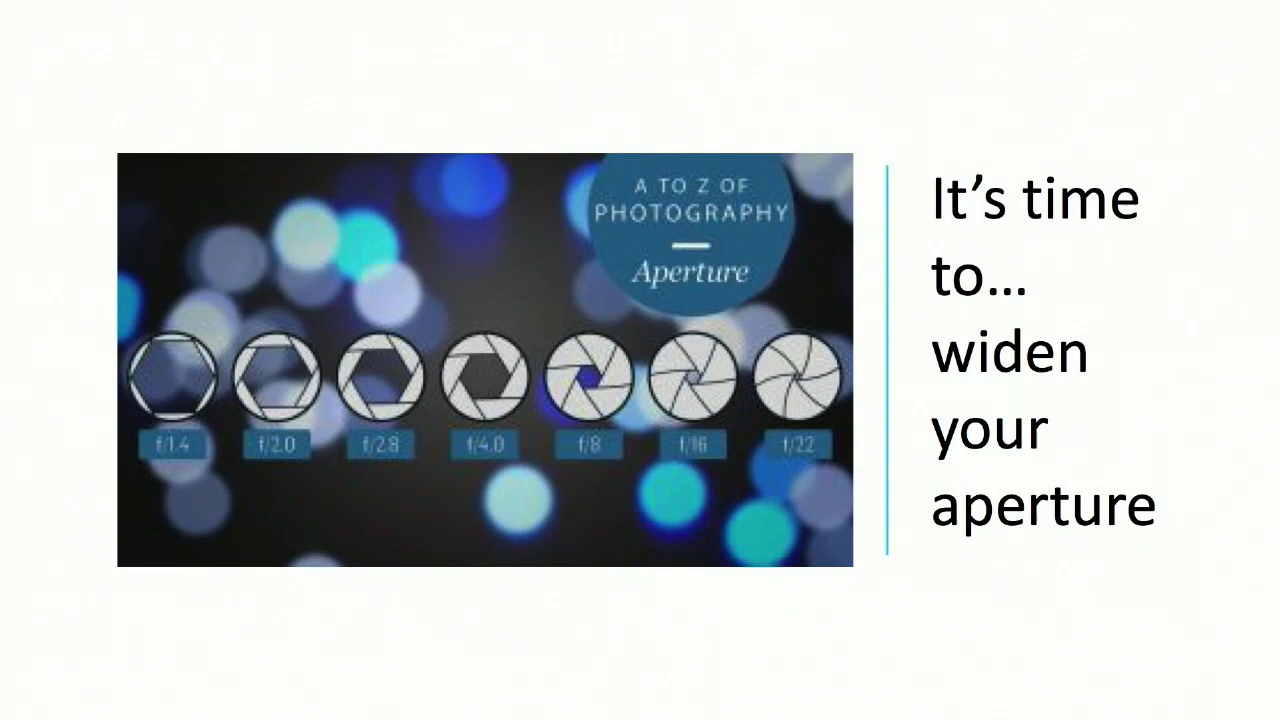 A TO Z OF
PHOTOGRAPHY
Aperture
f/1.4 f/2.0 f/2.8 f/4.0 f/8 f/16 f/22
It’s time
to…
widen
your
aperture